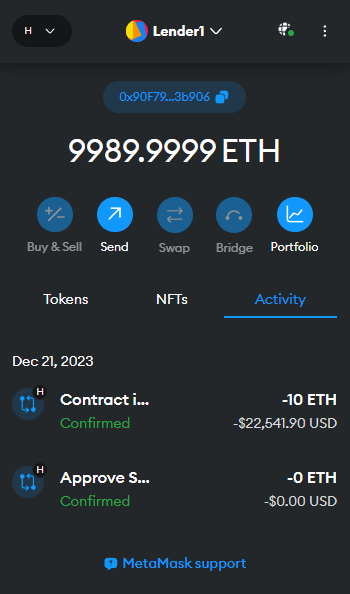 H
Lender1
0x90F79...3b906
9989.9999 ETH
Buy & Sell
Send
Swap
Bridge
Portfolio
Tokens
NFTs
Activity
Dec 21, 2023
H
Contract i...
-10 ETH
Confirmed
-$22,541.90 USD
H
Approve S...
-0 ETH
Confirmed
-$0.00 USD
MetaMask support